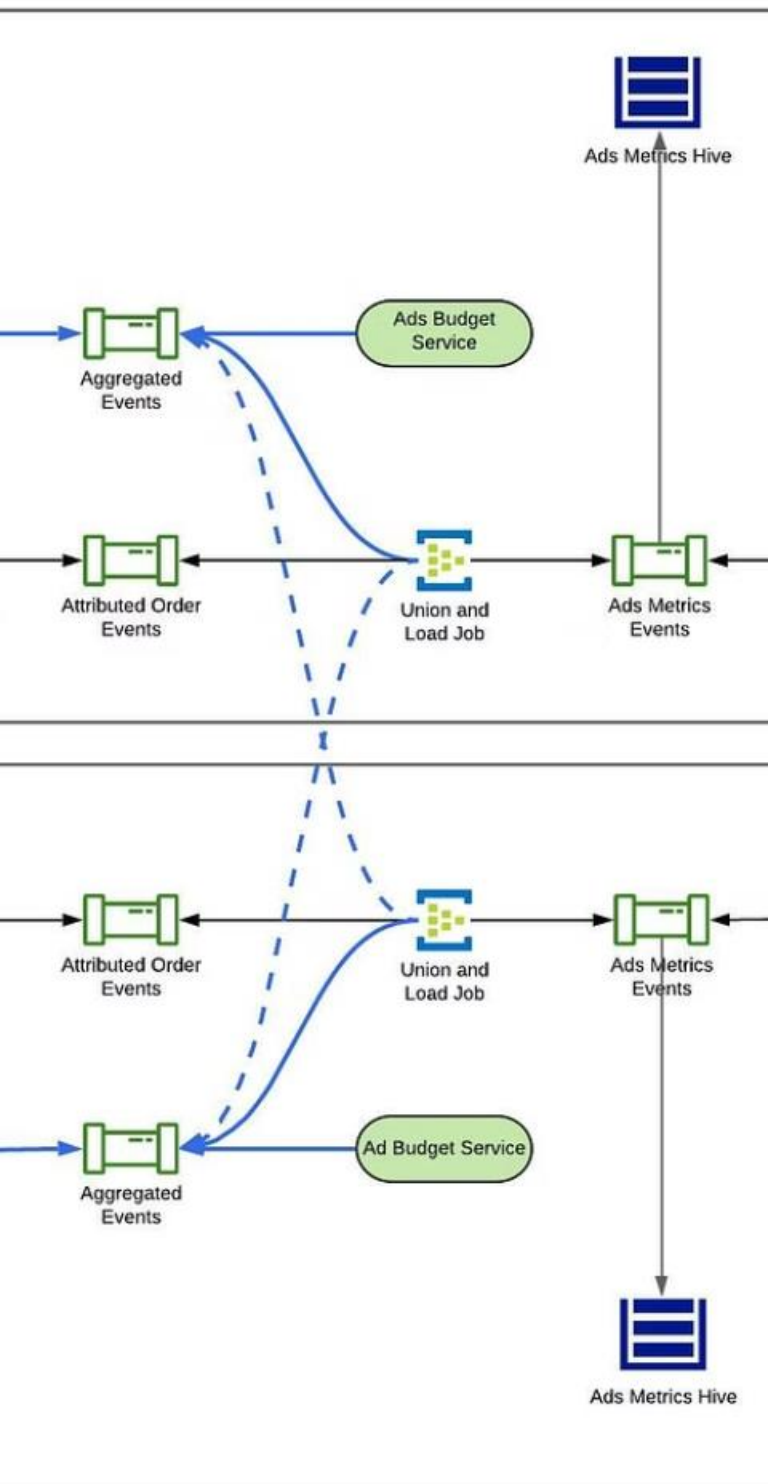 Ads Metrics Hive
Ads Budget
Service
Aggregated
Events
Attributed Order
Events
Union and
Load Job
Ads Metrics
Events
Attributed Order
Events
Union and
Load Job
Ads Metrics
Events
Ad Budget Service
Aggregated
Events
Ads Metrics Hive